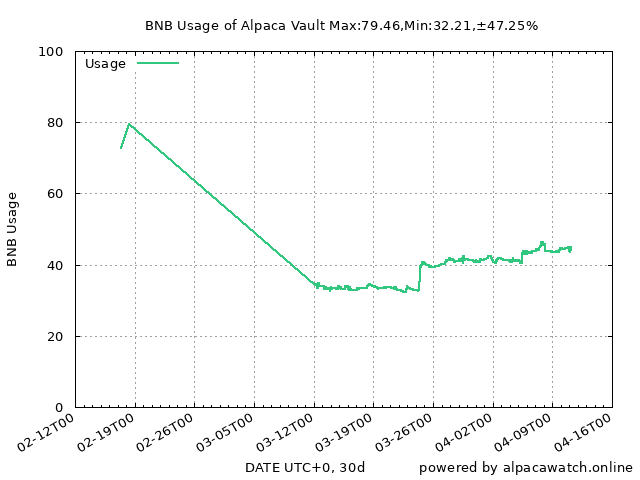 BNB Usage of Alpaca Vault Max:79.46,Min:32.21,±47.25%
Usage
BNB Usage
100
80
60
40
20
0
02-12T00 02-19T00 02-26T00 03-05T00 03-12T00 03-19T00 03-26T00 04-02T00 04-09T00 04-16T00
DATE UTC+0, 30d powered by alpacawatch.online